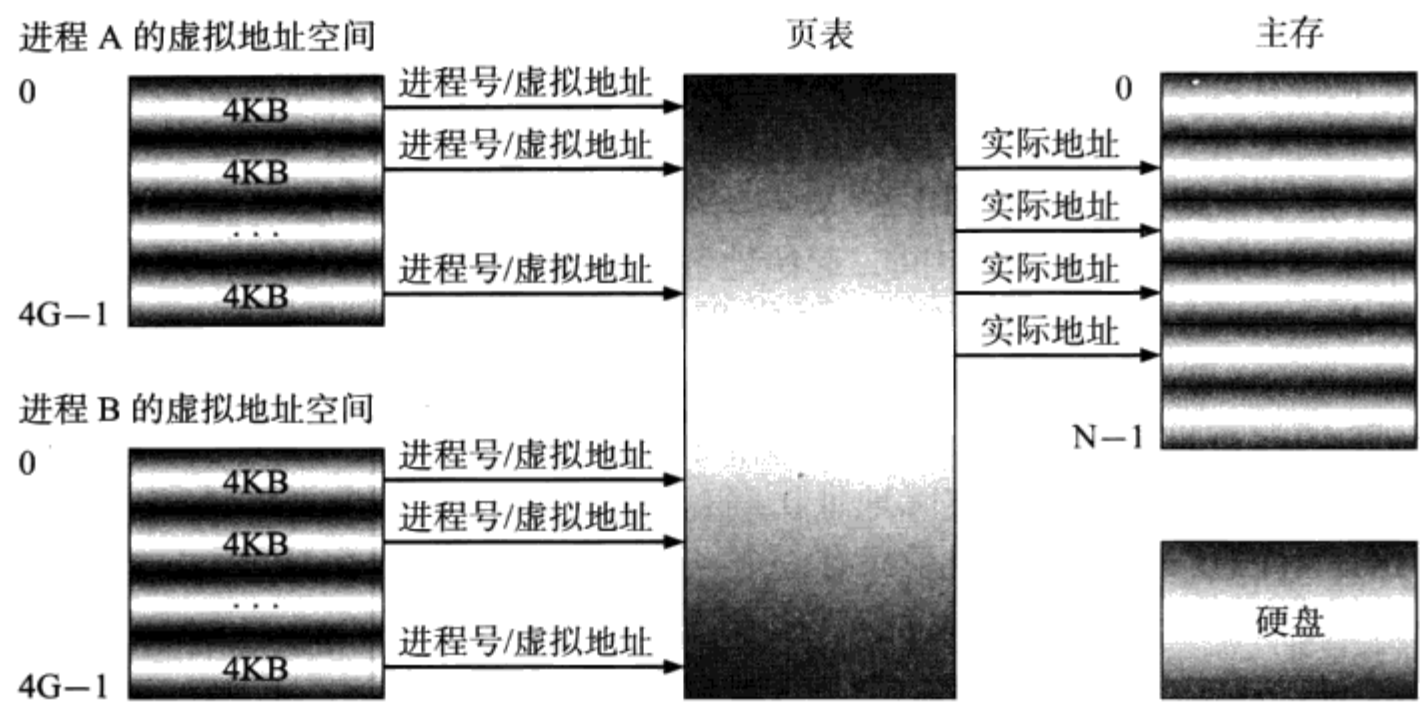 进程 A 的虚拟地址空间
页表
主存
0
4KB
进程号/虚拟地址
0
4KB
进程号/虚拟地址
实际地址
实际地址
...
4KB
进程号/虚拟地址
实际地址
4G—1
实际地址
进程 B 的虚拟地址空间
N—1
0
4KB
进程号/虚拟地址
4KB
进程号/虚拟地址
...
硬盘
4KB
进程号/虚拟地址
4G—1